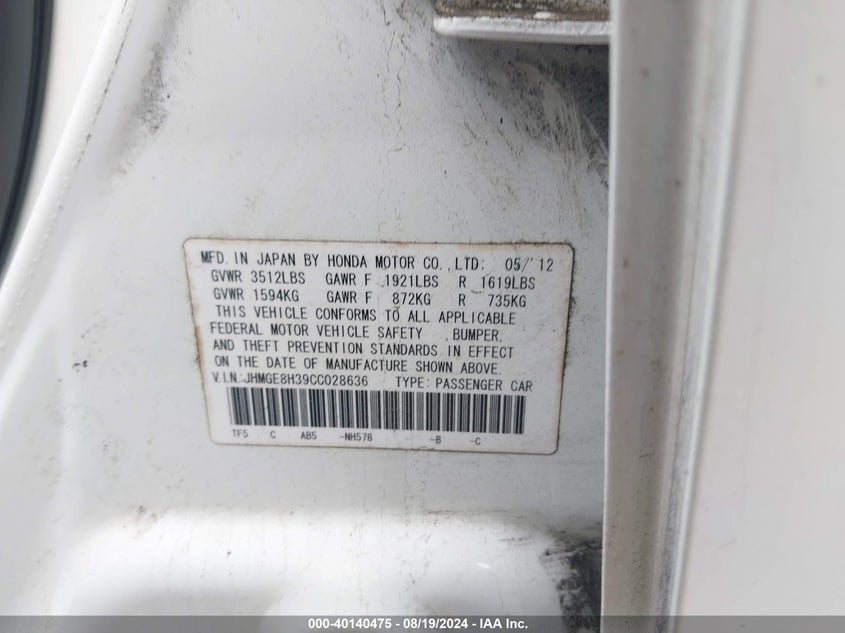 MFD. IN JAPAN BY HONDA MOTOR CO.,LTD: 05/'12
GVWR 3512LBS GAWR F 1921LBS R 1619LBS
GVWR 1594KG GAWR F 872KG R 735KG
THIS VEHICLE CONFORMS TO ALL APPLICABLE
FEDERAL MOTOR VEHICLE SAFETY ,BUMPER,
AND THEFT PREVENTION STANDARDS IN EFFECT
ON THE DATE OF MANUFACTURE SHOWN ABOVE.
V.I.N:JHMGE8H39CC028636 TYPE:PASSENGER CAR
TF5 C AB5 -NH578 -B -C
000-40140475 - 08/19/2024 - IAA Inc.